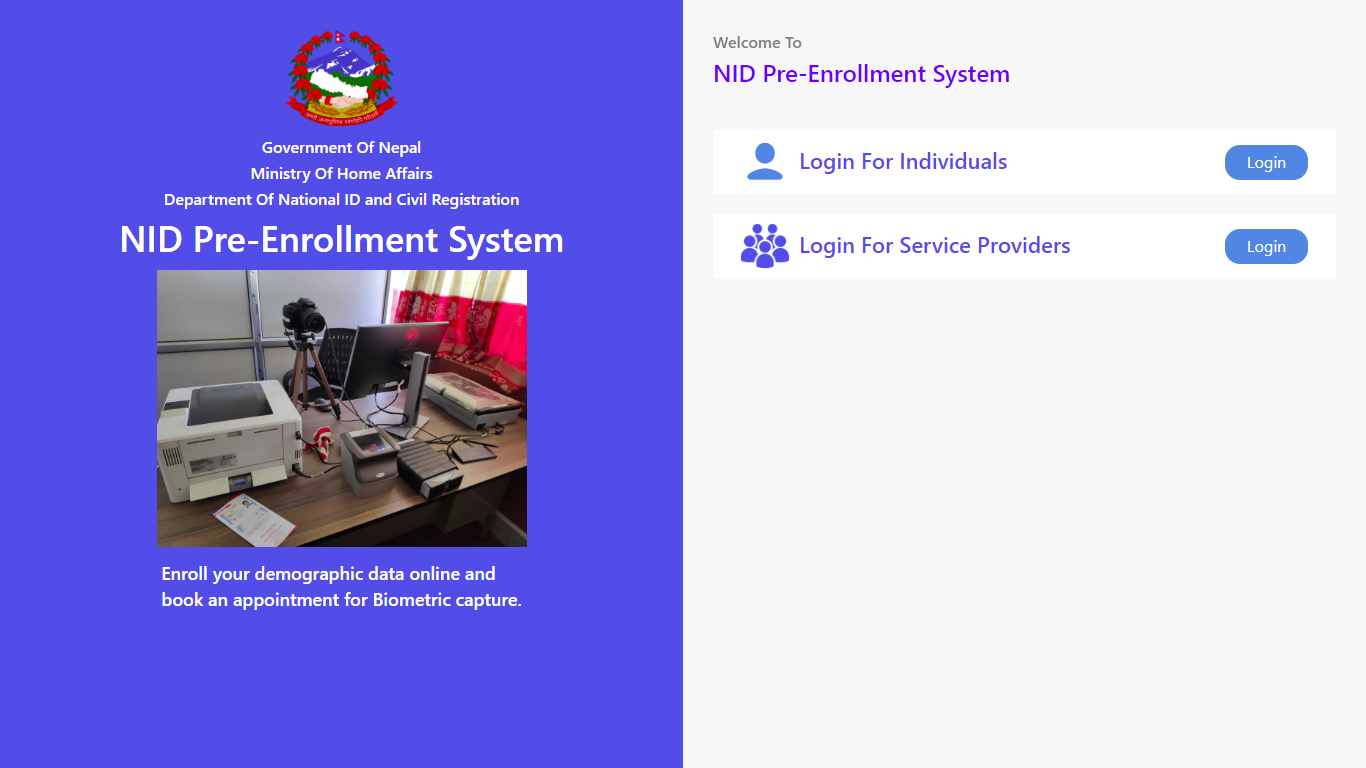 Government Of Nepal
Ministry Of Home Affairs
Department Of National ID and Civil Registration
NID Pre-Enrollment System
Enroll your demographic data online and
book an appointment for Biometric capture.
Welcome To
NID Pre-Enrollment System
Login For Individuals
Login
Login For Service Providers
Login